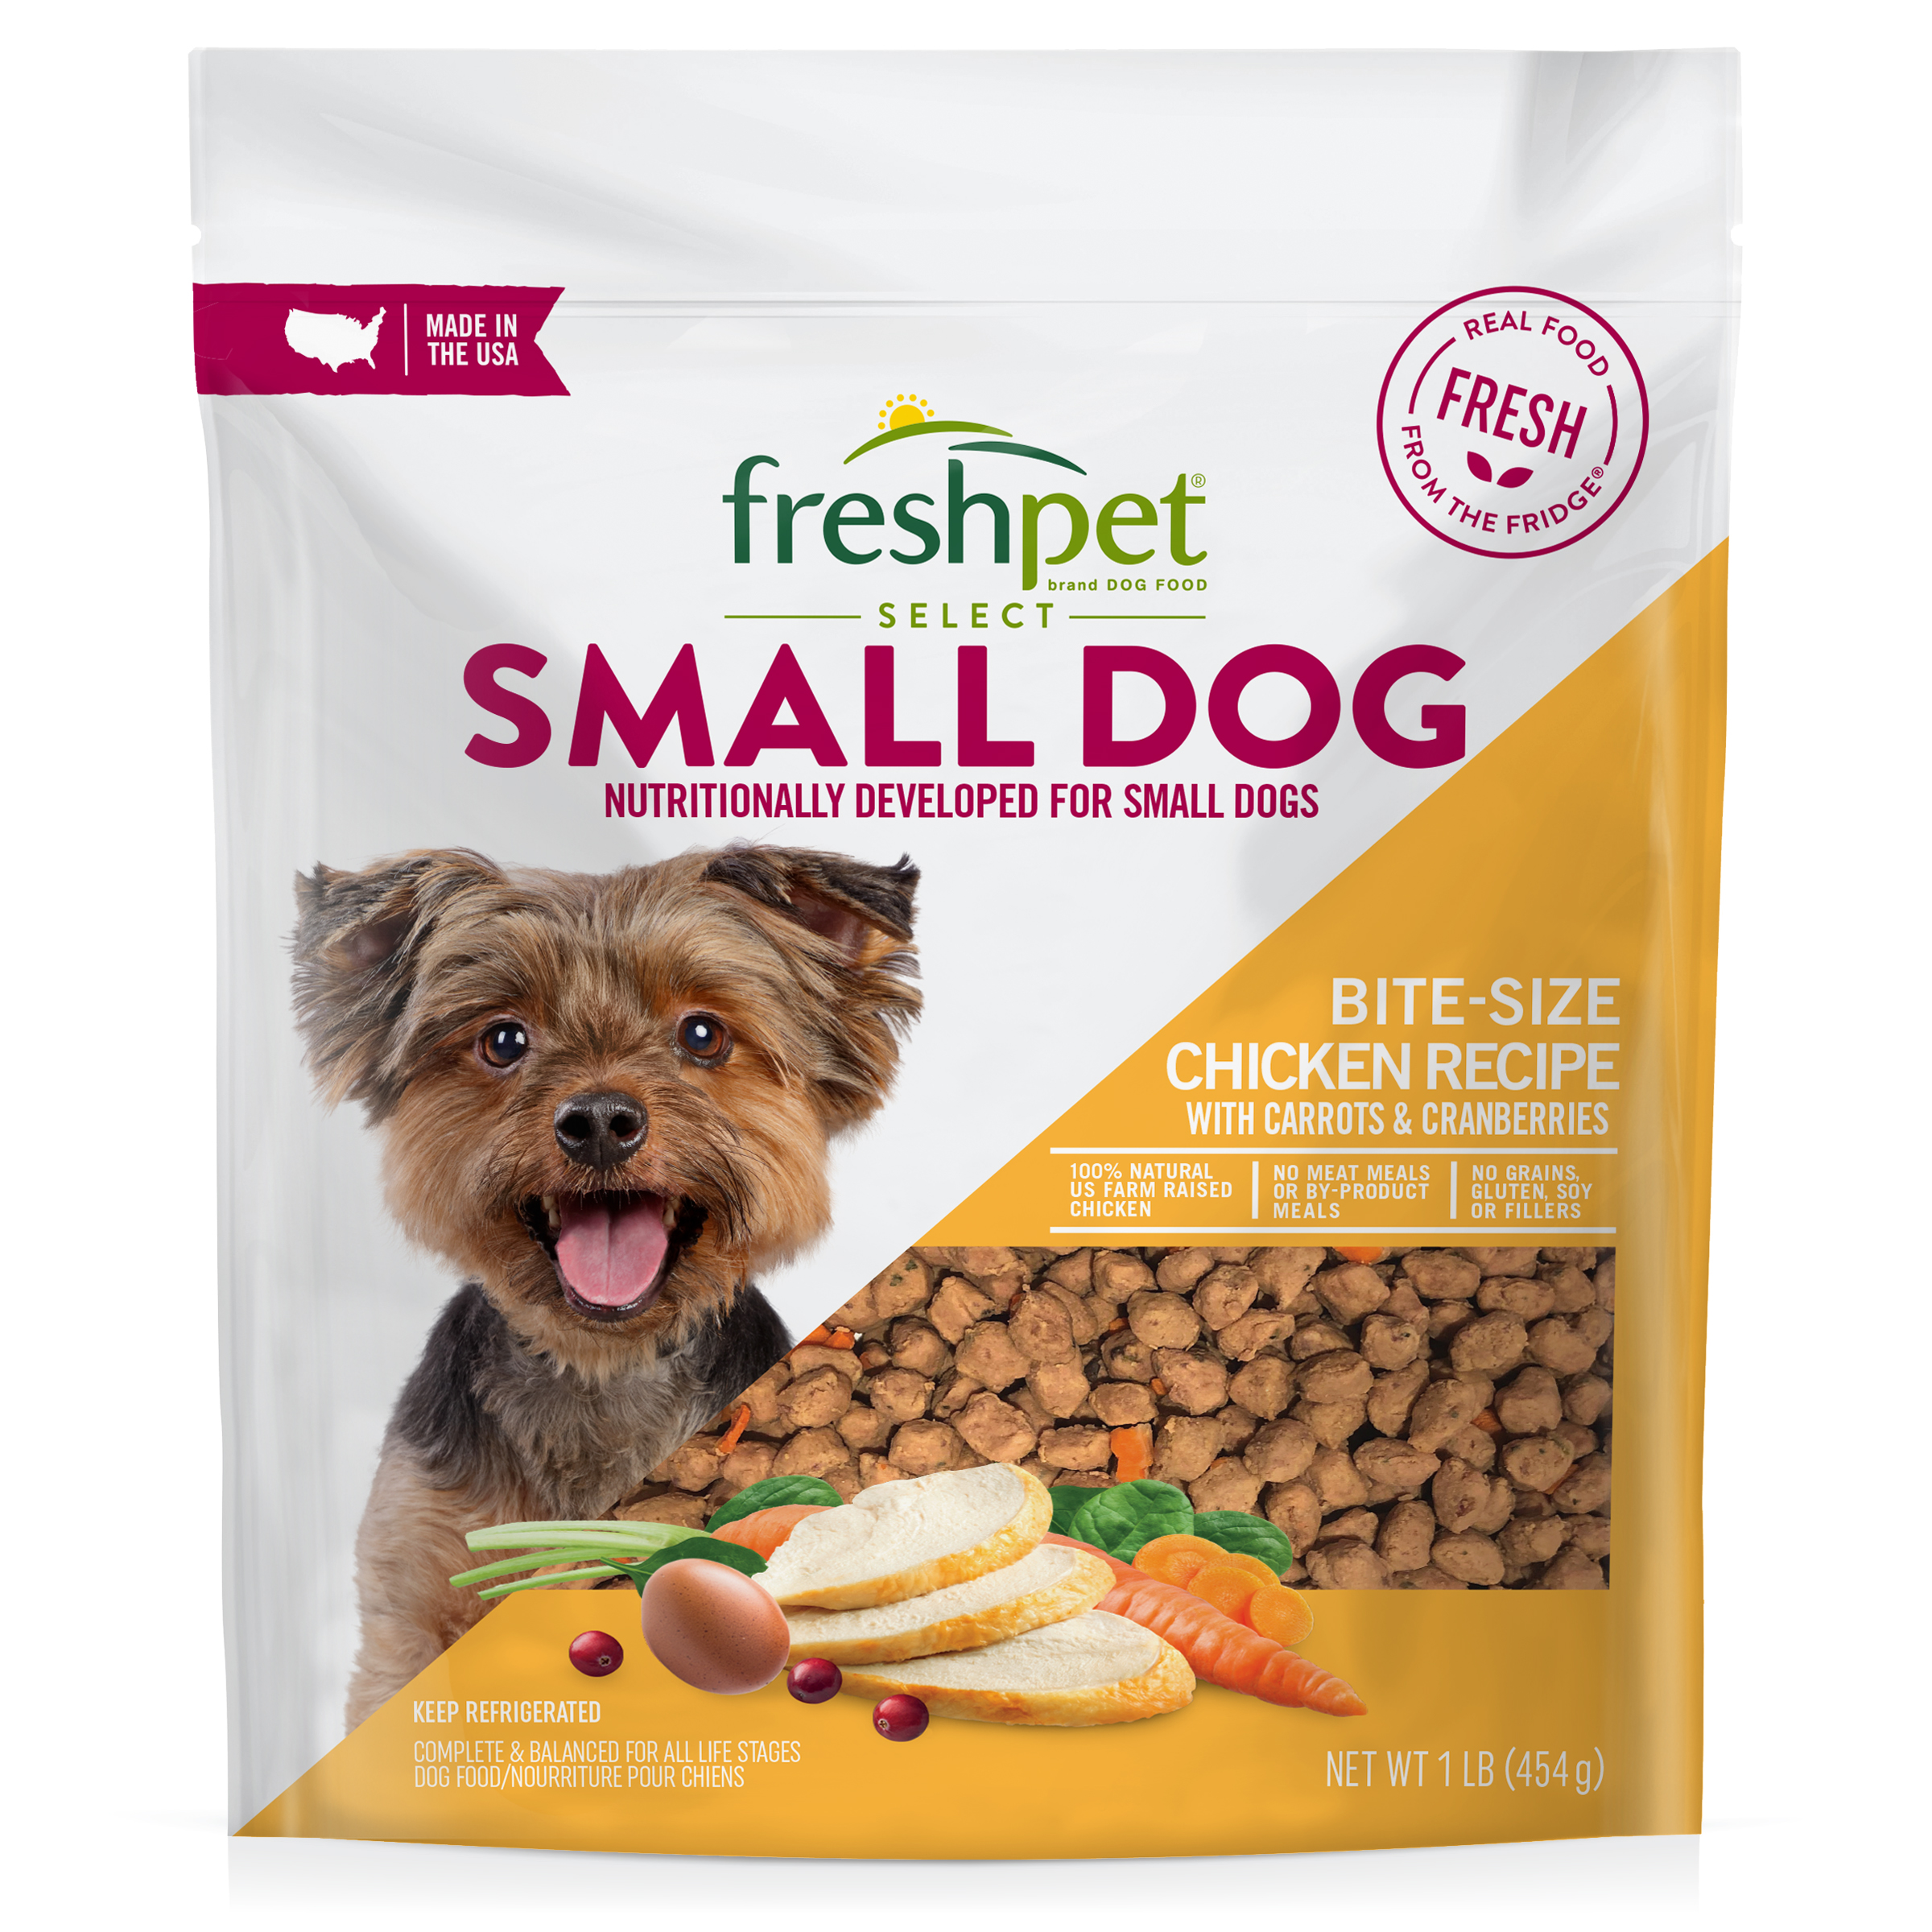 MADE IN
THE USA
REAL FOOD
FRESH
FROM THE FRIDGE®
freshpet®
brand DOG FOOD
SELECT
SMALL DOG
NUTRITIONALLY DEVELOPED FOR SMALL DOGS
BITE-SIZE
CHICKEN RECIPE
WITH CARROTS & CRANBERRIES
100% NATURAL
US FARM RAISED
CHICKEN
NO MEAT MEALS
OR BY-PRODUCT
MEALS
NO GRAINS,
GLUTEN, SOY
OR FILLERS
KEEP REFRIGERATED
COMPLETE & BALANCED FOR ALL LIFE STAGES
DOG FOOD/NOURRITURE POUR CHIENS
NET WT 1 LB (454 g)